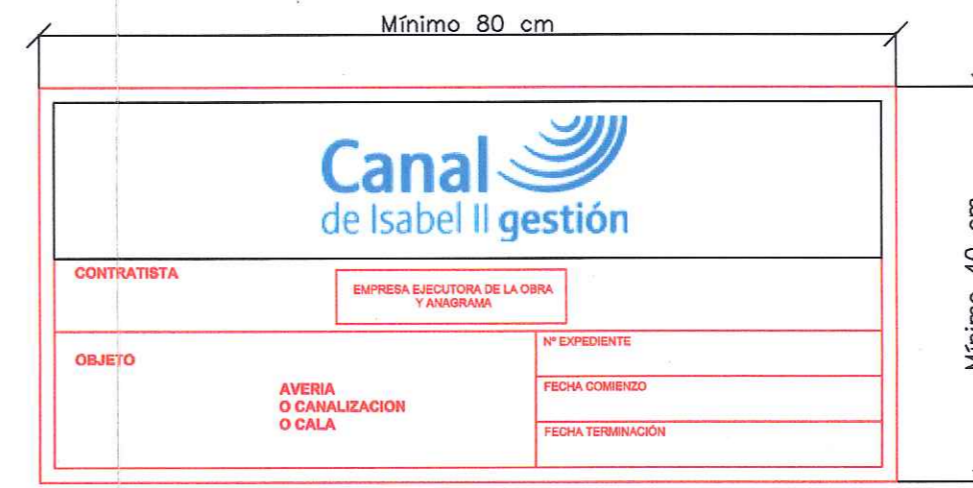 Mínimo 80 cm
Canal
de Isabel II gestión
CONTRATISTA
EMPRESA EJECUTORA DE LA OBRA
Y ANAGRAMA
OBJETO
AVERIA
O CANALIZACION
O CALA
Nº EXPEDIENTE
FECHA COMIENZO
FECHA TERMINACIÓN
Mínimo 40 cm